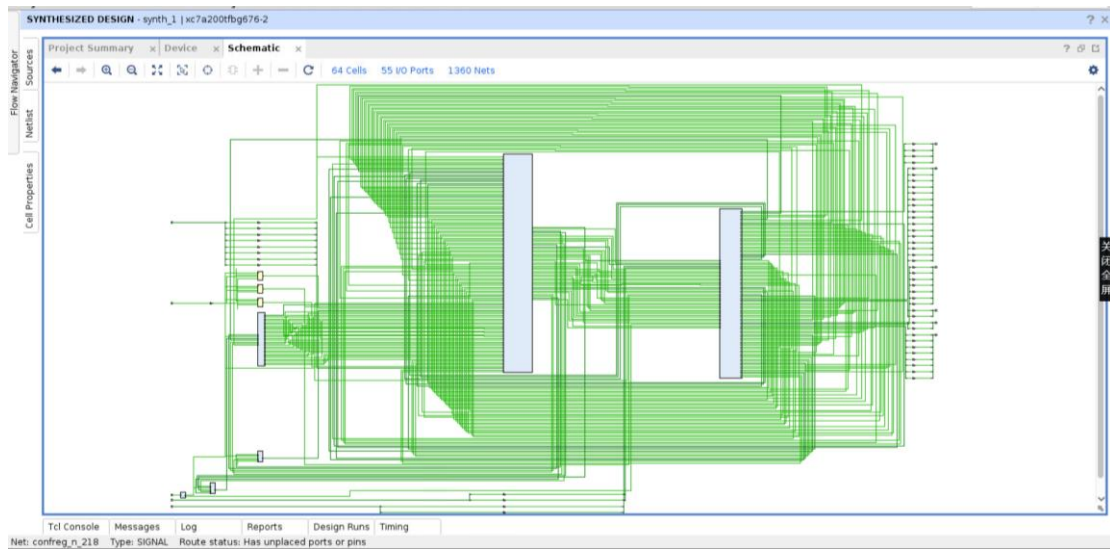 SYNTHESIZED DESIGN - synth_1 | xc7a200tfbg676-2
? ×
Flow Navigator
Sources
Netlist
Cell Properties
Project Summary × Device × Schematic ×
?
64 Cells 55 I/O Ports 1360 Nets
关闭全屏
Tcl Console Messages Log Reports Design Runs Timing
Net: confreg_n_218 Type: SIGNAL Route status: Has unplaced ports or pins